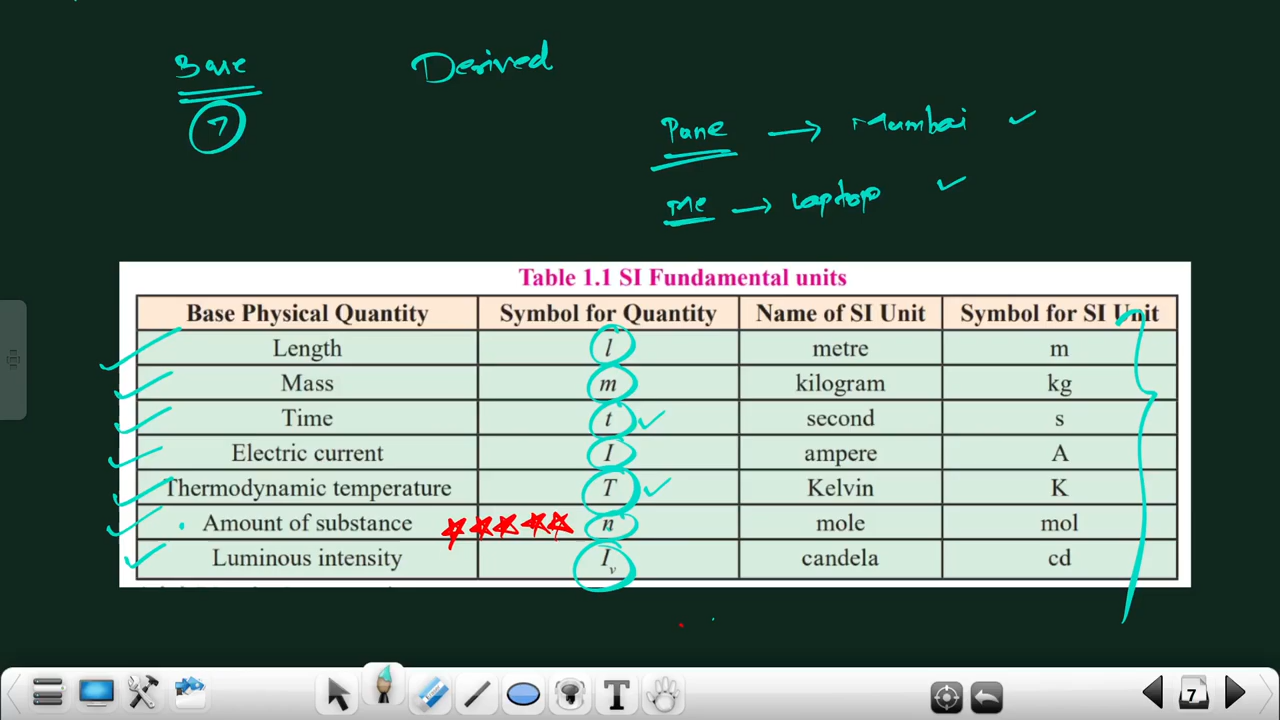 Base Derived
7
Pune → Mumbai ✓
Me → Laptop ✓
Table 1.1 SI Fundamental units
Base Physical Quantity Symbol for Quantity Name of SI Unit Symbol for SI Unit
Length l metre m
Mass m kilogram kg
Time t second s
Electric current I ampere A
Thermodynamic temperature T Kelvin K
Amount of substance n mole mol
Luminous intensity Iv candela cd
T 7